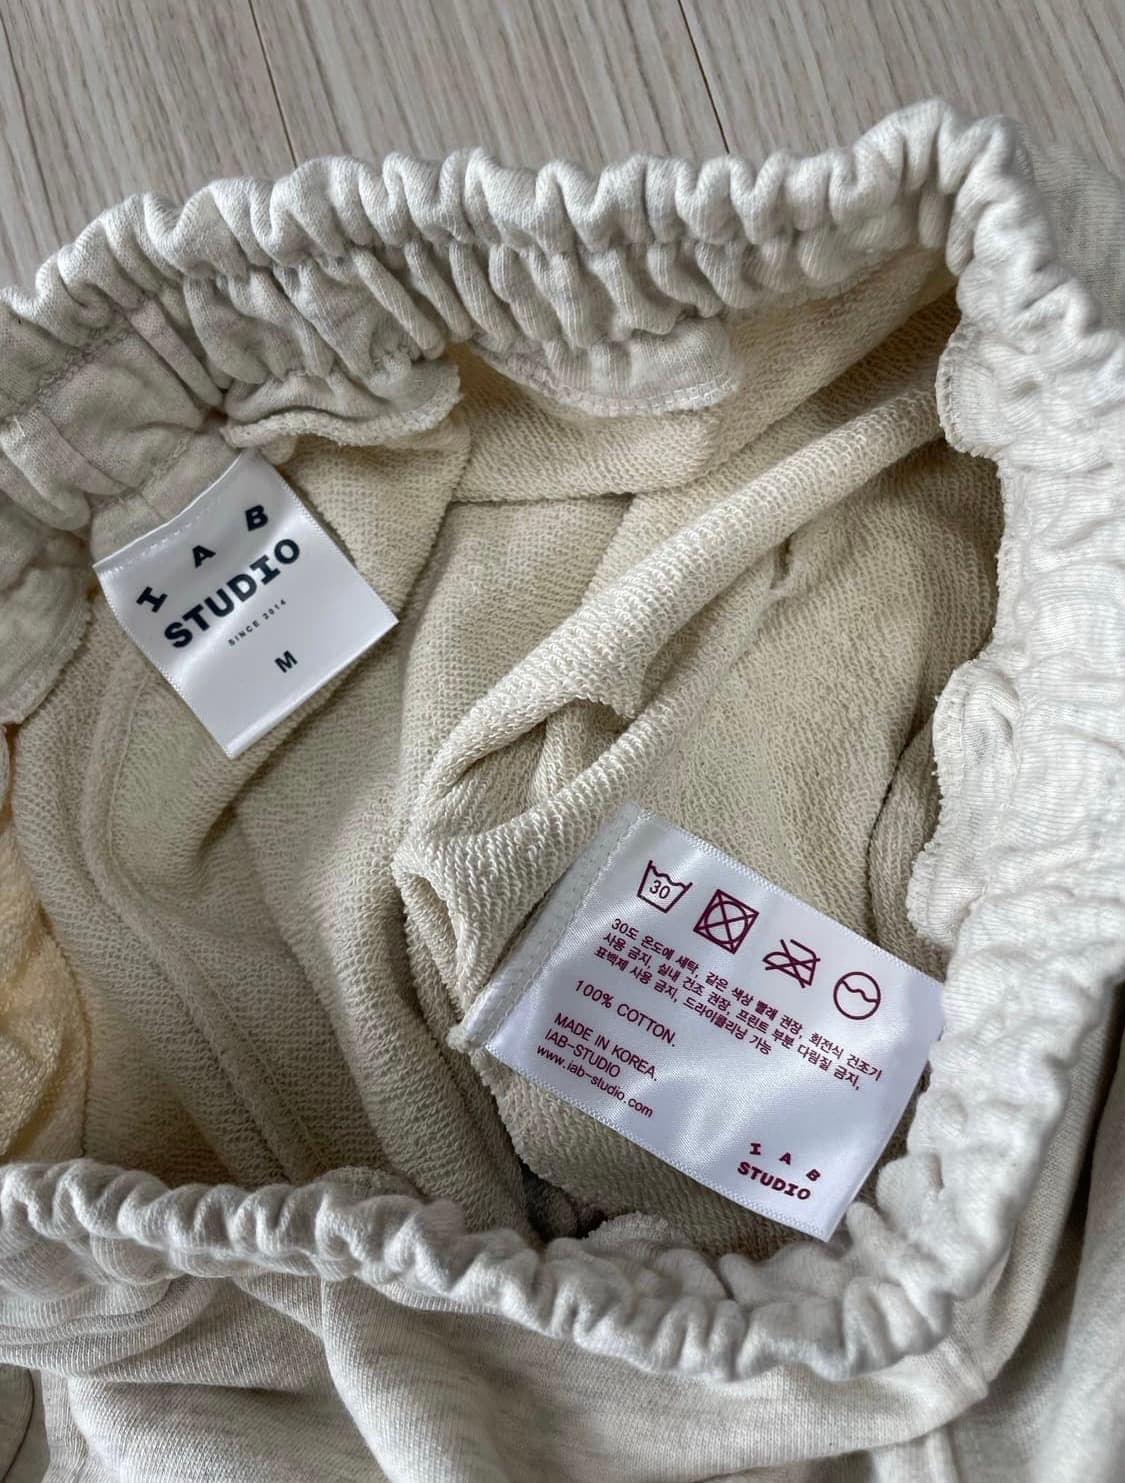 I A B
STUDIO
SINCE 2014
M
30
30도 온도에 세탁, 같은 색상 빨래 권장, 회전식 건조기
사용 금지, 실내 건조 권장, 프린트 부분 다림질 금지,
표백제 사용 금지, 드라이클리닝 가능
100% COTTON.
MADE IN KOREA.
IAB-STUDIO
www.iab-studio.com
I A B
STUDIO